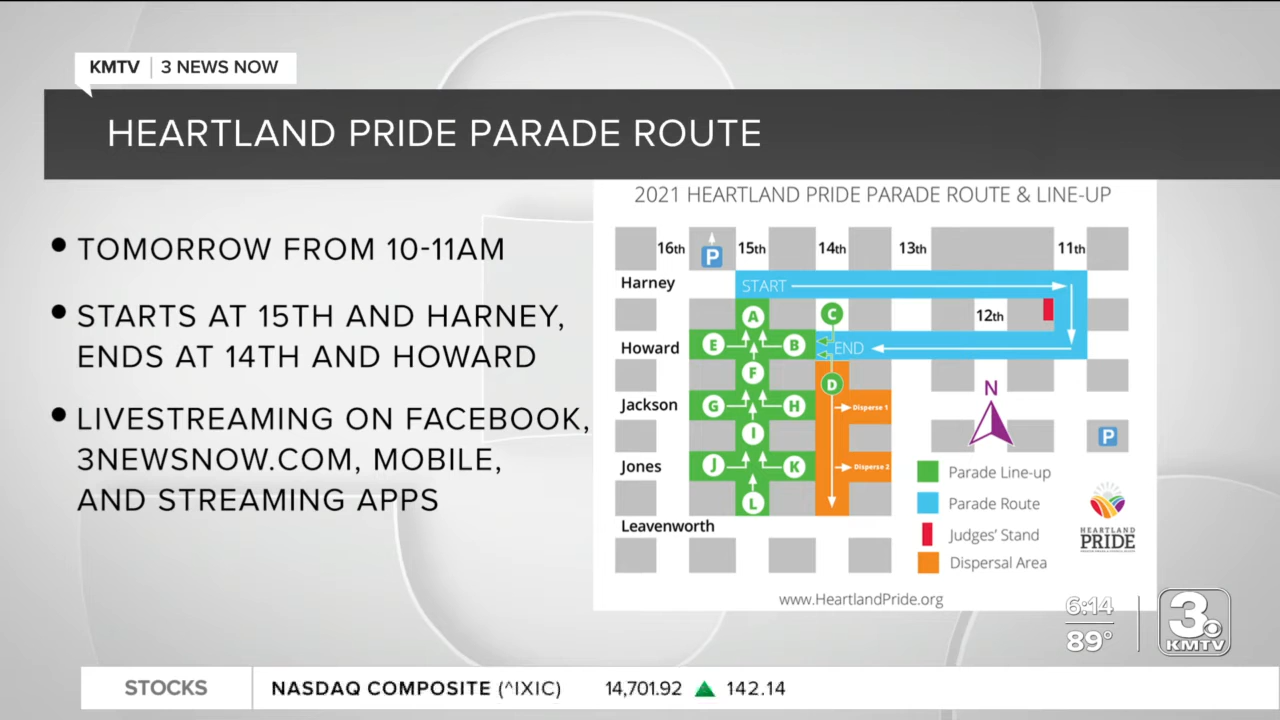 KMTV | 3 NEWS NOW
HEARTLAND PRIDE PARADE ROUTE
• TOMORROW FROM 10-11AM
• STARTS AT 15TH AND HARNEY,
ENDS AT 14TH AND HOWARD
• LIVESTREAMING ON FACEBOOK,
3NEWSNOW.COM, MOBILE,
AND STREAMING APPS
2021 HEARTLAND PRIDE PARADE ROUTE & LINE-UP
16th P 15th 14th 13th 11th
Harney START
A C 12th
Howard E B END
F D N
Jackson G H Disperse 1
I P
Jones J K Disperse 2
L
Leavenworth
Parade Line-up
Parade Route
Judges' Stand
Dispersal Area
HEARTLAND
PRIDE
www.HeartlandPride.org
6:14
89°
3
KMTV
STOCKS NASDAQ COMPOSITE (^IXIC) 14,701.92 ▲ 142.14